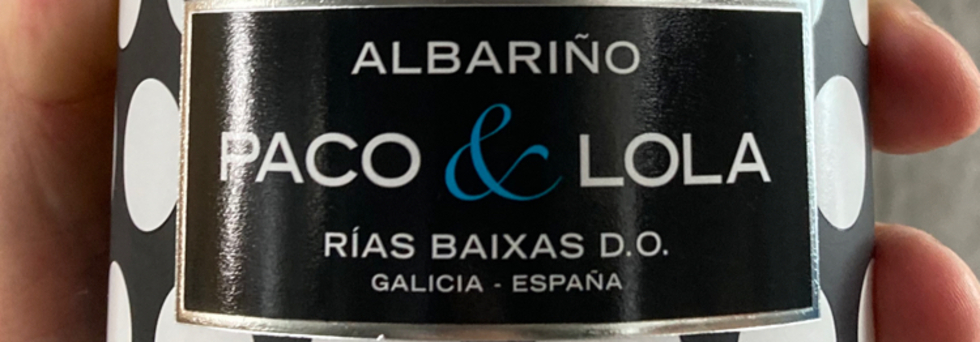 ALBARIÑO
PACO & LOLA
RÍAS BAIXAS D.O.
GALICIA - ESPAÑA